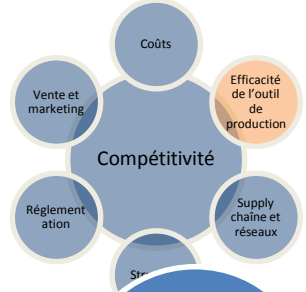 Coûts
Efficacité
de l'outil
de
production
Vente et
marketing
Compétitivité
Réglement
ation
Supply
chaîne et
réseaux